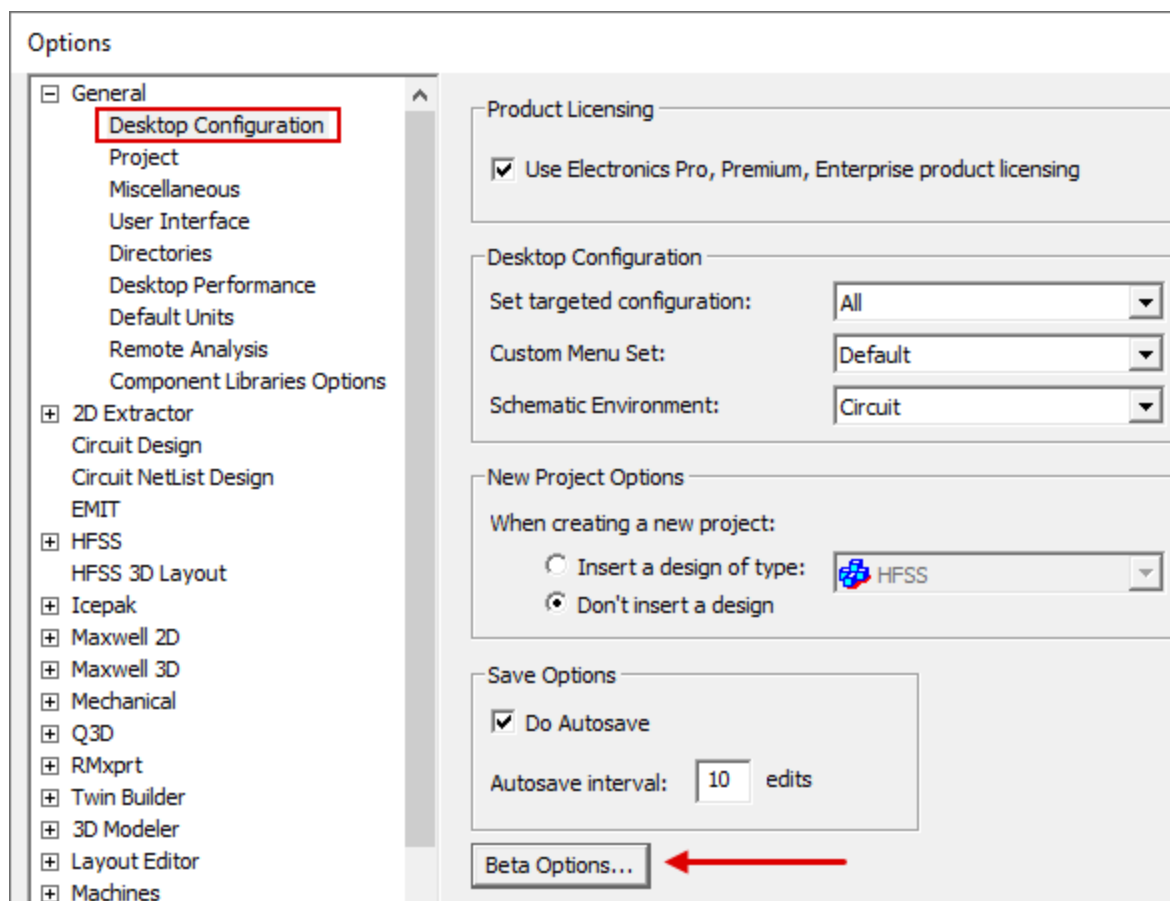 Options
General
Desktop Configuration
Project
Miscellaneous
User Interface
Directories
Desktop Performance
Default Units
Remote Analysis
Component Libraries Options
2D Extractor
Circuit Design
Circuit NetList Design
EMIT
HFSS
HFSS 3D Layout
Icepak
Maxwell 2D
Maxwell 3D
Mechanical
Q3D
RMxprt
Twin Builder
3D Modeler
Layout Editor
Machines
Product Licensing
Use Electronics Pro, Premium, Enterprise product licensing
Desktop Configuration
Set targeted configuration: All
Custom Menu Set: Default
Schematic Environment: Circuit
New Project Options
When creating a new project:
Insert a design of type: HFSS
Don't insert a design
Save Options
Do Autosave
Autosave interval: 10 edits
Beta Options...